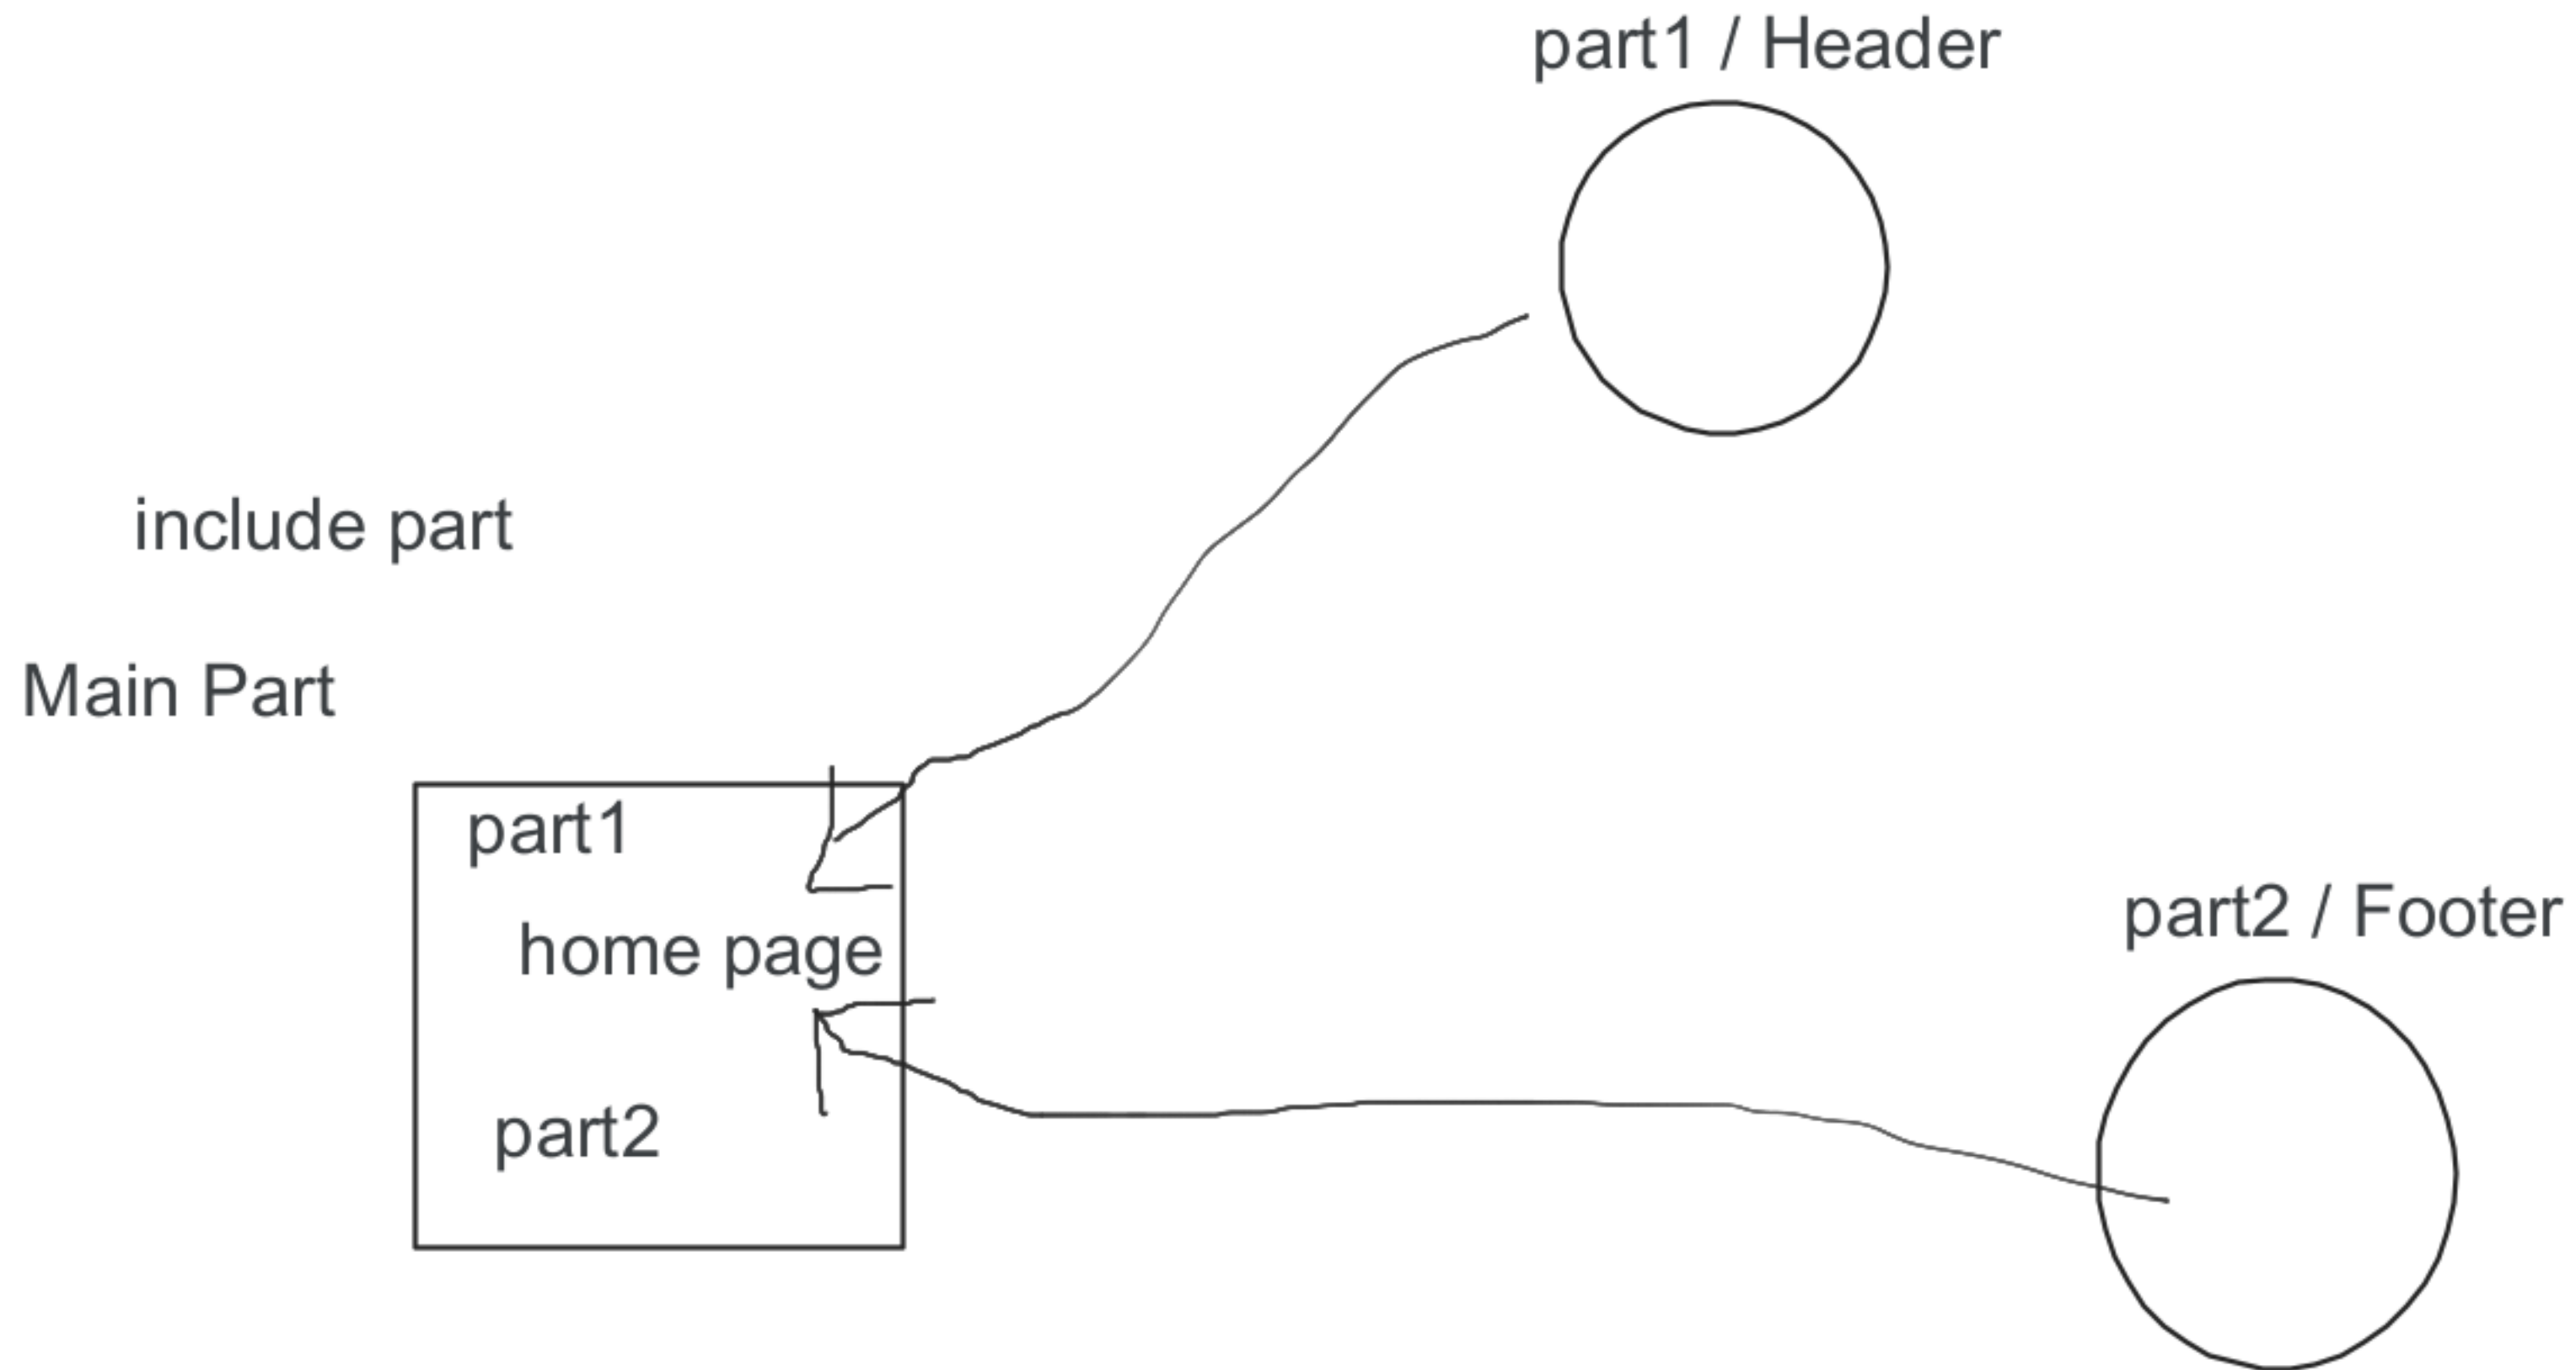 part1 / Header
include part
Main Part
part1
home page
part2 / Footer
part2